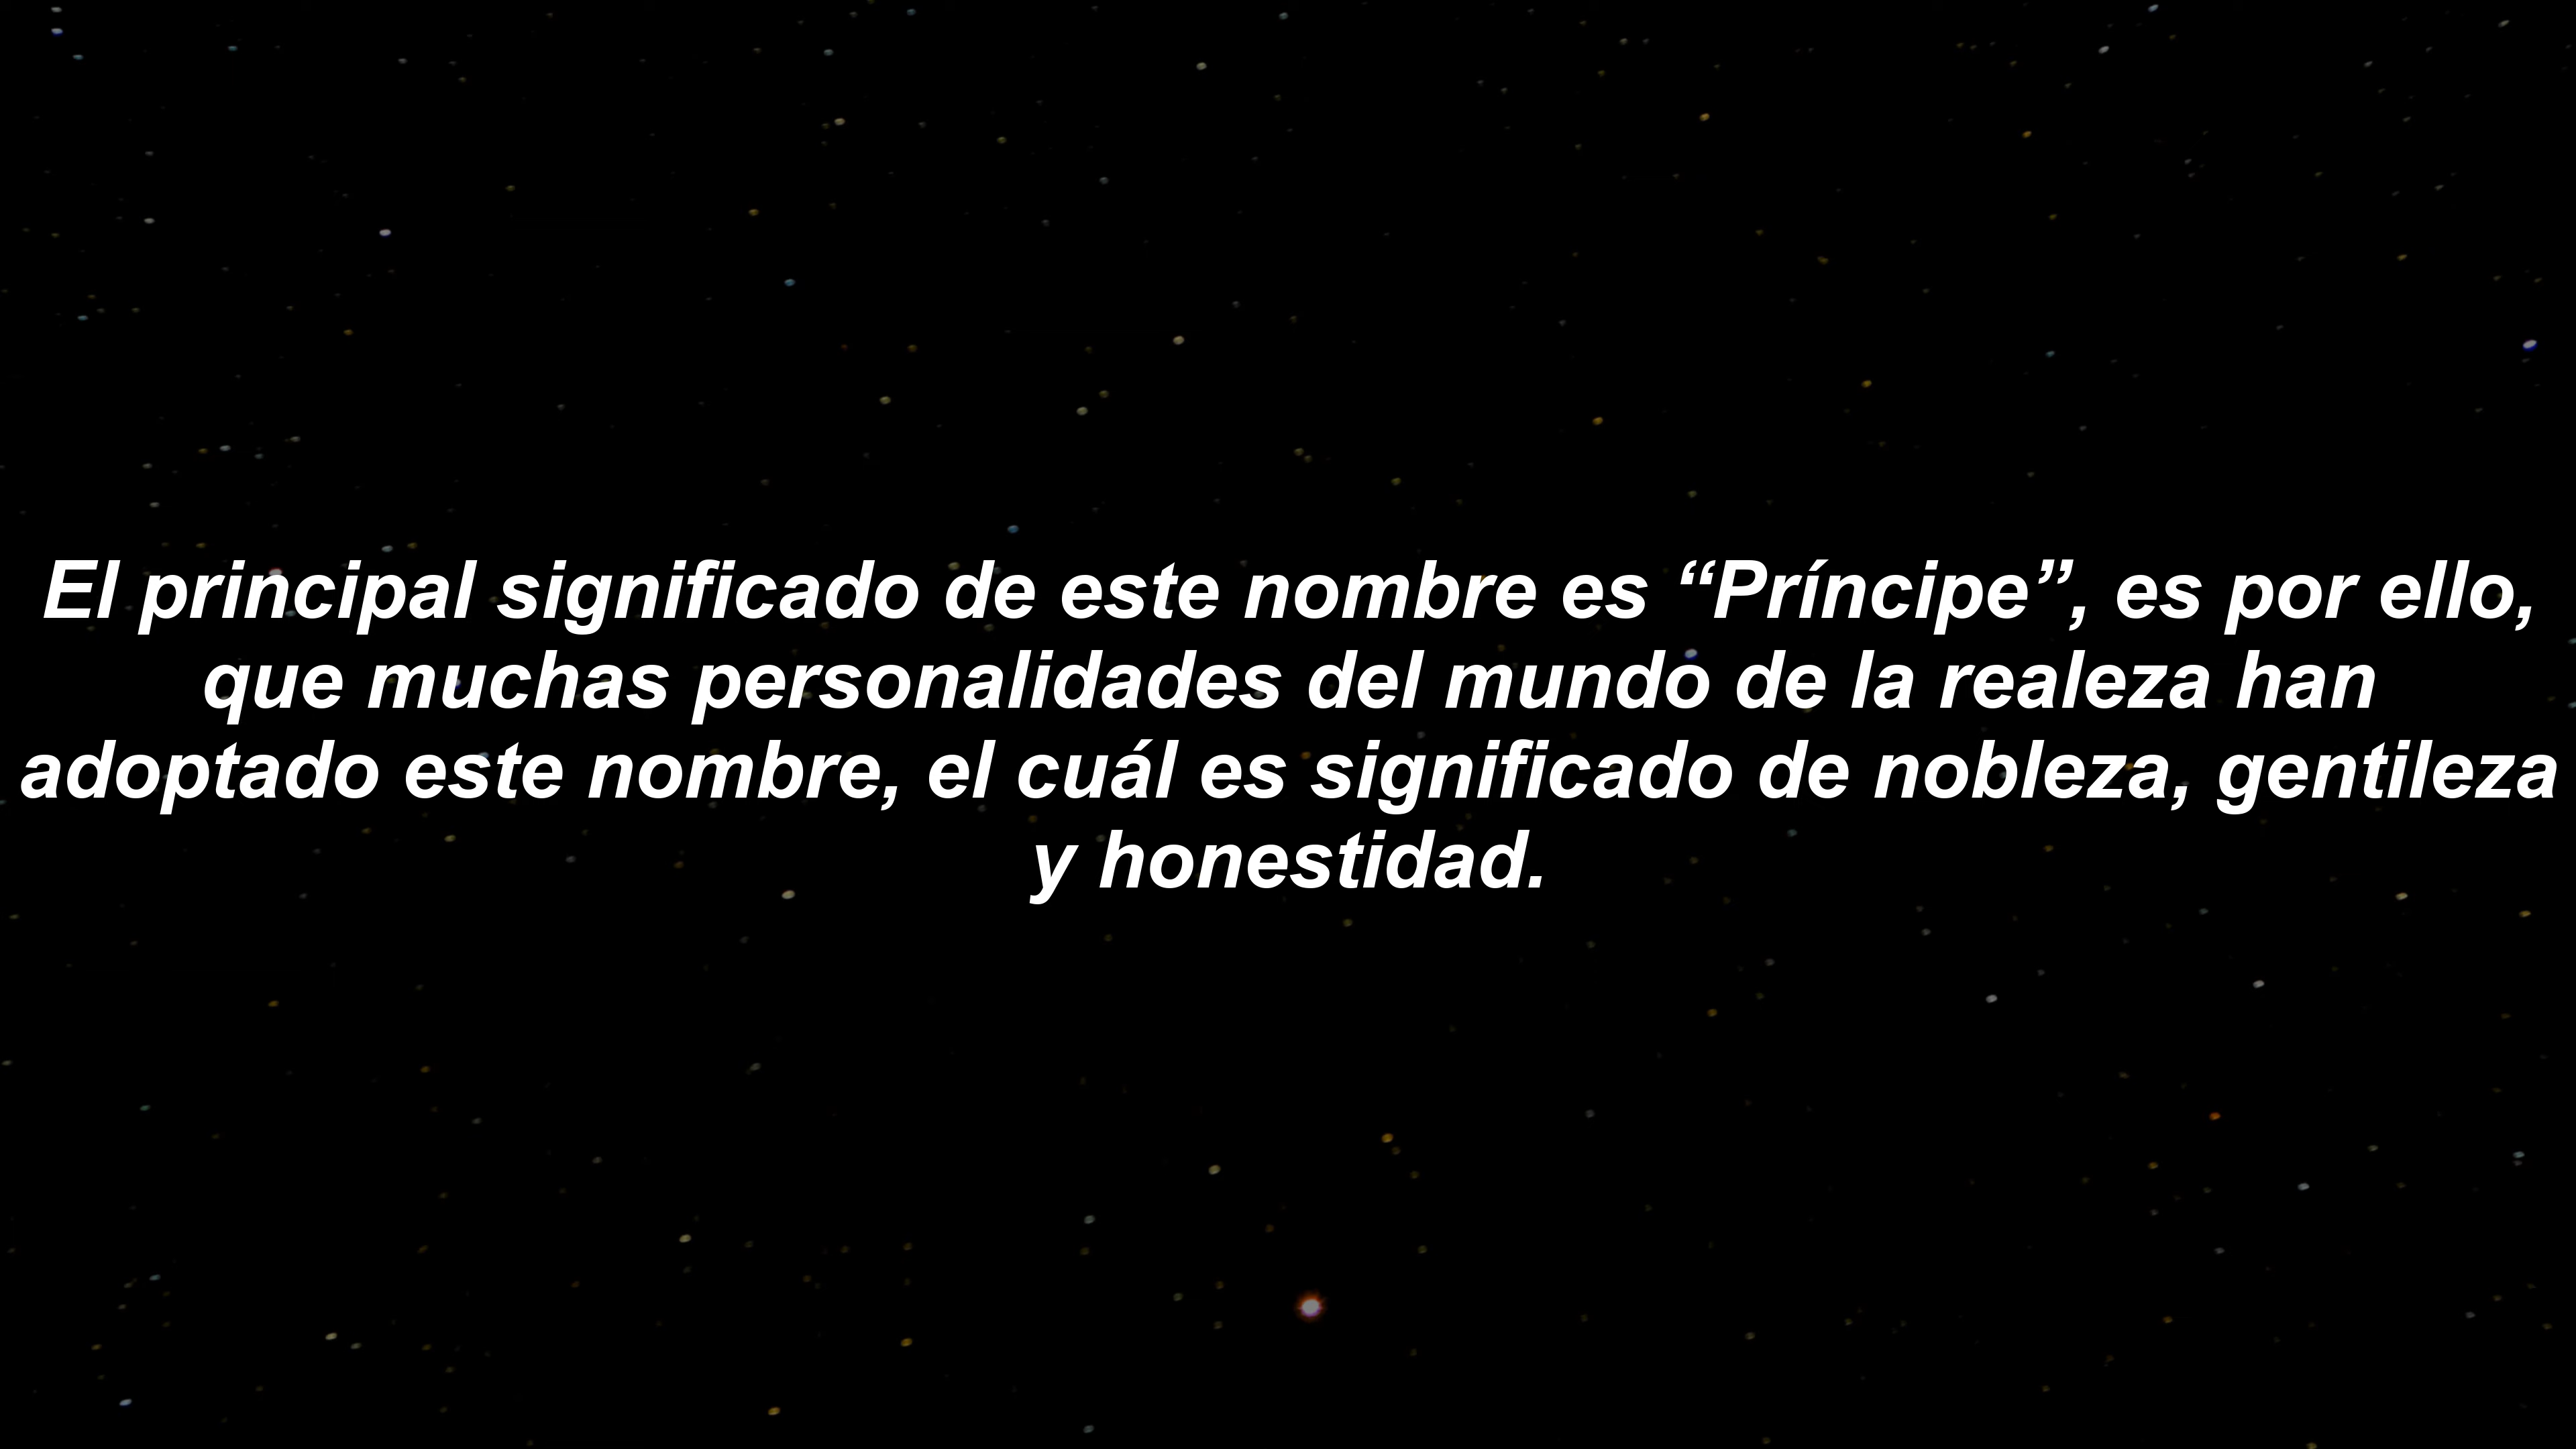 El principal significado de este nombre es “Príncipe”, es por ello,
que muchas personalidades del mundo de la realeza han
adoptado este nombre, el cuál es significado de nobleza, gentileza
y honestidad.